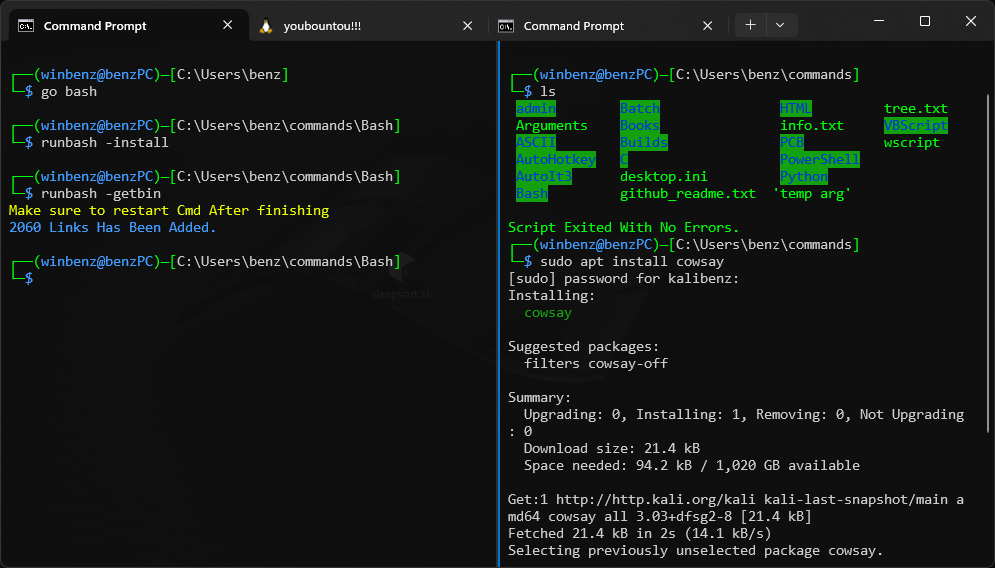 Command Prompt
youbountou!!!
Command Prompt
┌──(winbenz@benzPC)─[C:\Users\benz]
└─$ go bash
┌──(winbenz@benzPC)─[C:\Users\benz\commands\Bash]
└─$ runbash -install
┌──(winbenz@benzPC)─[C:\Users\benz\commands\Bash]
└─$ runbash -getbin
Make sure to restart Cmd After finishing
2060 Links Has Been Added.
┌──(winbenz@benzPC)─[C:\Users\benz\commands\Bash]
└─$
sleepsort.sh
┌──(winbenz@benzPC)─[C:\Users\benz\commands]
└─$ ls
admin Batch HTML tree.txt
Arguments Books info.txt VBScript
ASCII Builds PCB wscript
AutoHotkey C PowerShell
AutoIt3 desktop.ini Python
Bash github_readme.txt 'temp arg'
Script Exited With No Errors.
┌──(winbenz@benzPC)─[C:\Users\benz\commands]
└─$ sudo apt install cowsay
[sudo] password for kalibenz:
Installing:
cowsay
Suggested packages:
filters cowsay-off
Summary:
Upgrading: 0, Installing: 1, Removing: 0, Not Upgrading
: 0
Download size: 21.4 kB
Space needed: 94.2 kB / 1,020 GB available
Get:1 http://http.kali.org/kali kali-last-snapshot/main a
md64 cowsay all 3.03+dfsg2-8 [21.4 kB]
Fetched 21.4 kB in 2s (14.1 kB/s)
Selecting previously unselected package cowsay.